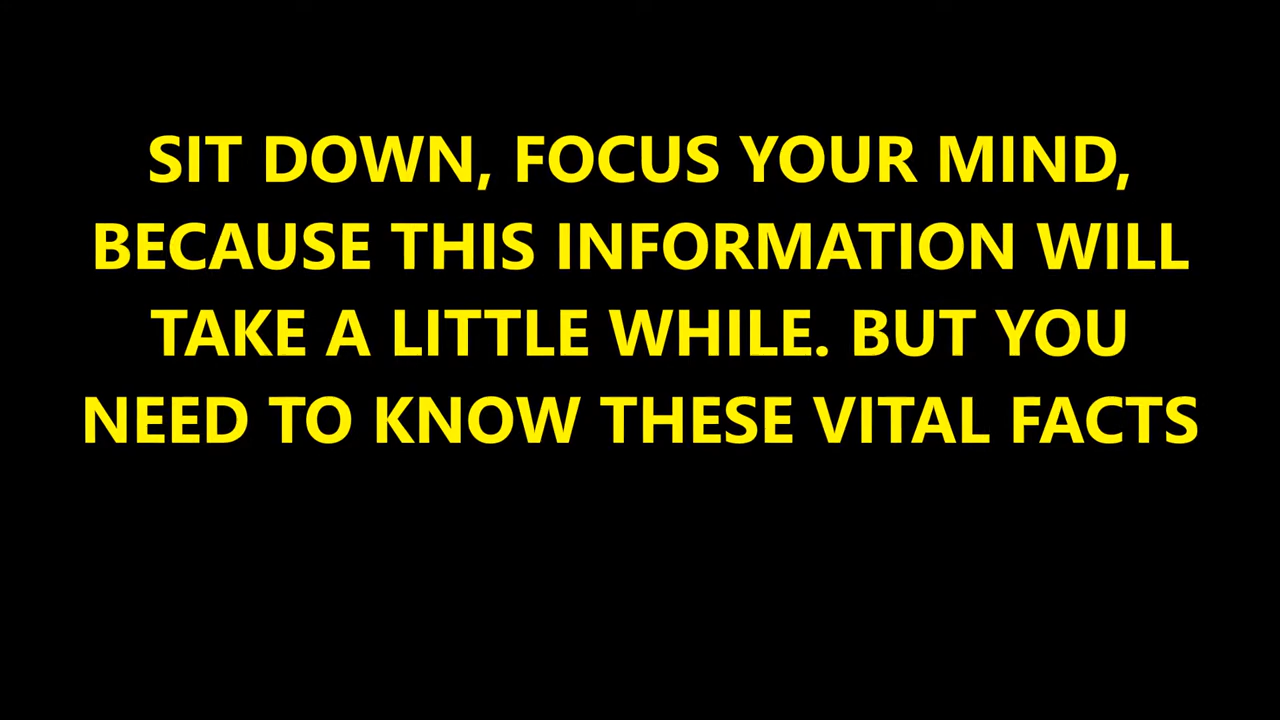 SIT DOWN, FOCUS YOUR MIND,
BECAUSE THIS INFORMATION WILL
TAKE A LITTLE WHILE. BUT YOU
NEED TO KNOW THESE VITAL FACTS